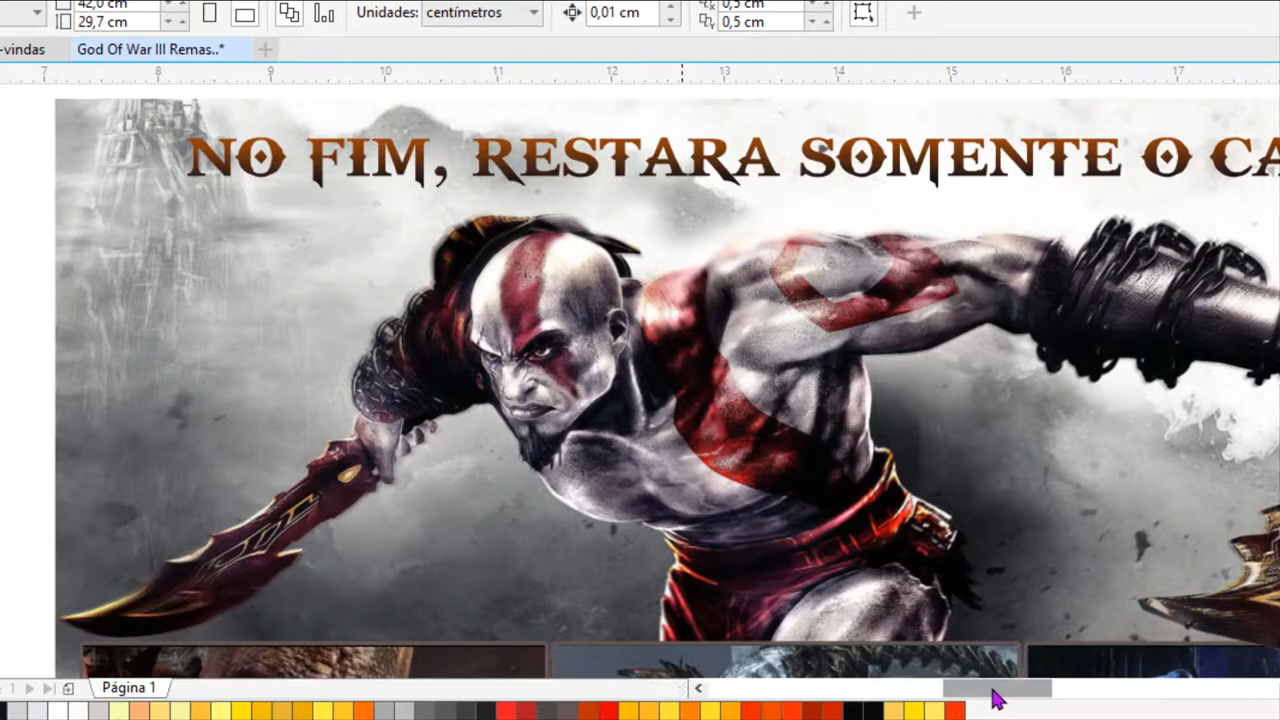 42,0 cm
29,7 cm
Unidades: centímetros
0,01 cm
0,5 cm
0,5 cm
-vindas
God Of War III Remas..*
7 8 9 10 11 12 13 14 15 16 17
NO FIM, RESTARA SOMENTE O CA
1
Página 1